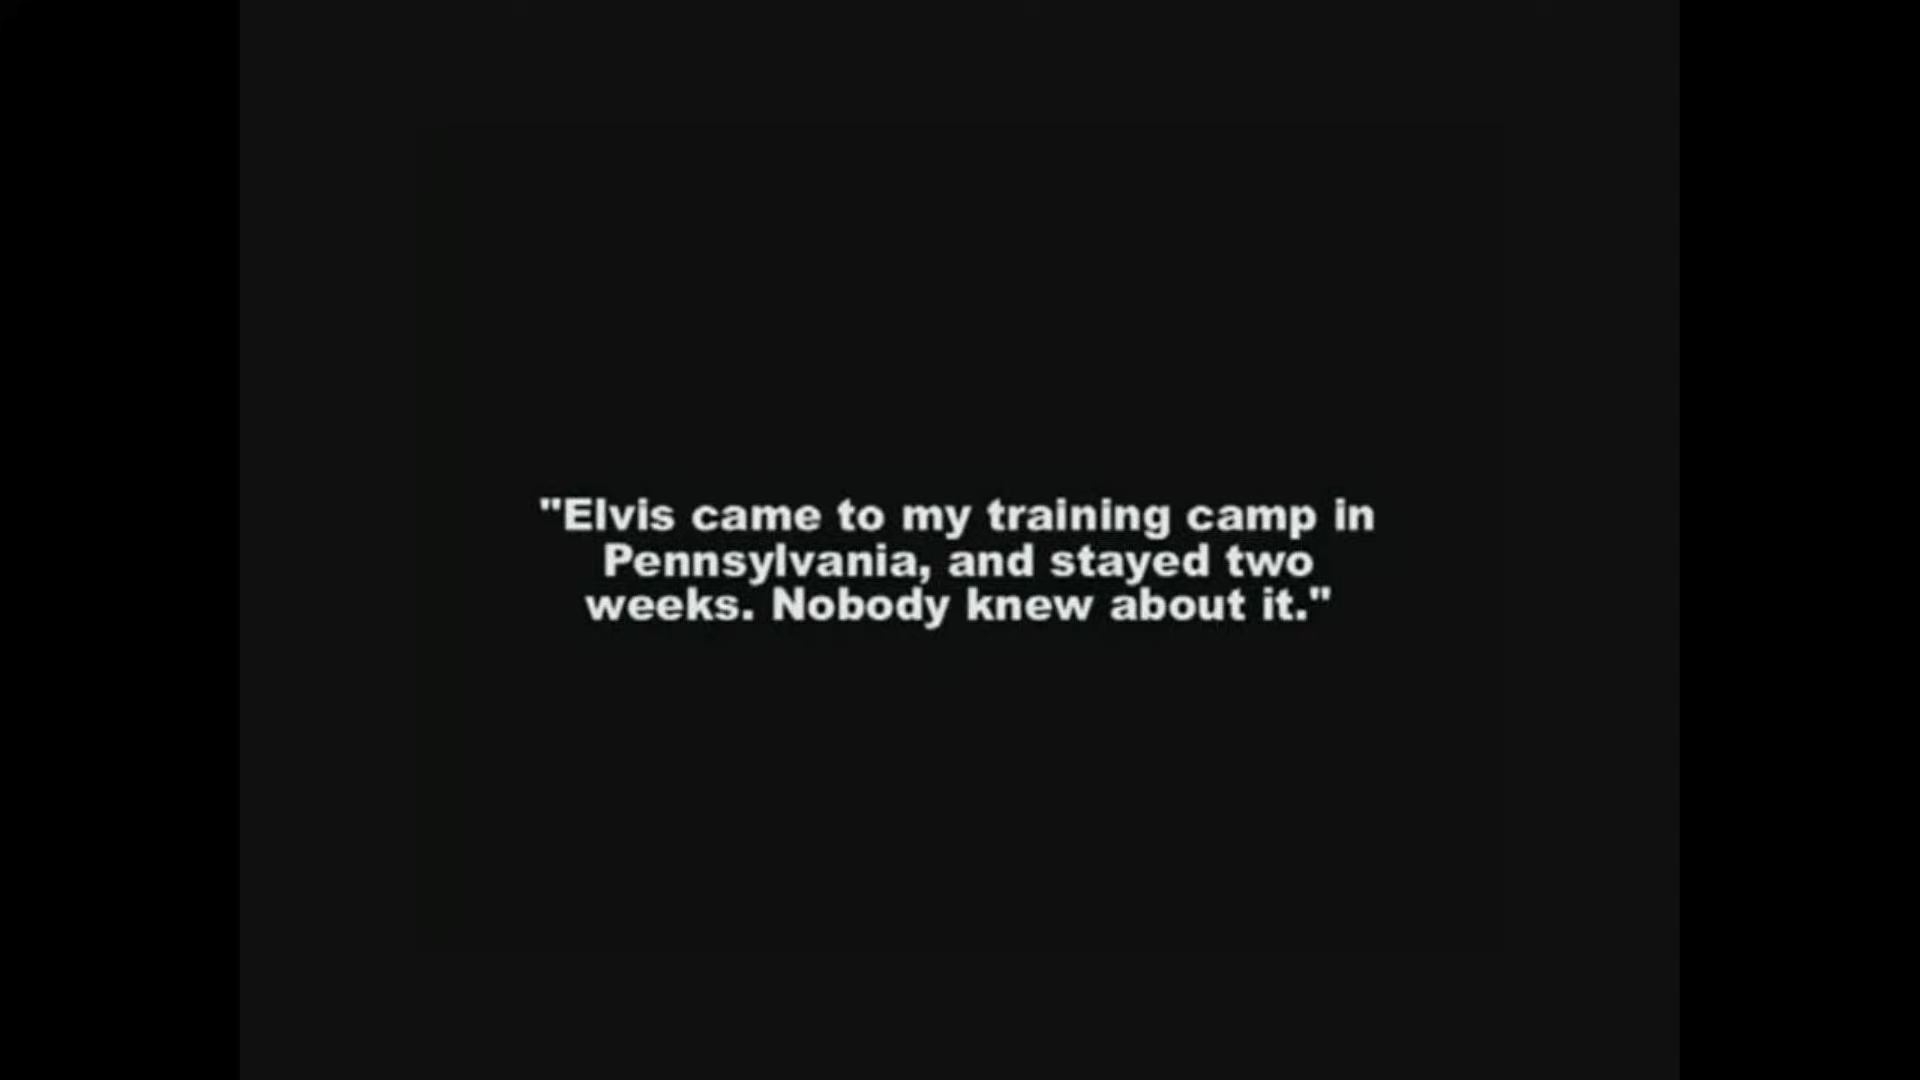 "Elvis came to my training camp in
Pennsylvania, and stayed two
weeks. Nobody knew about it."